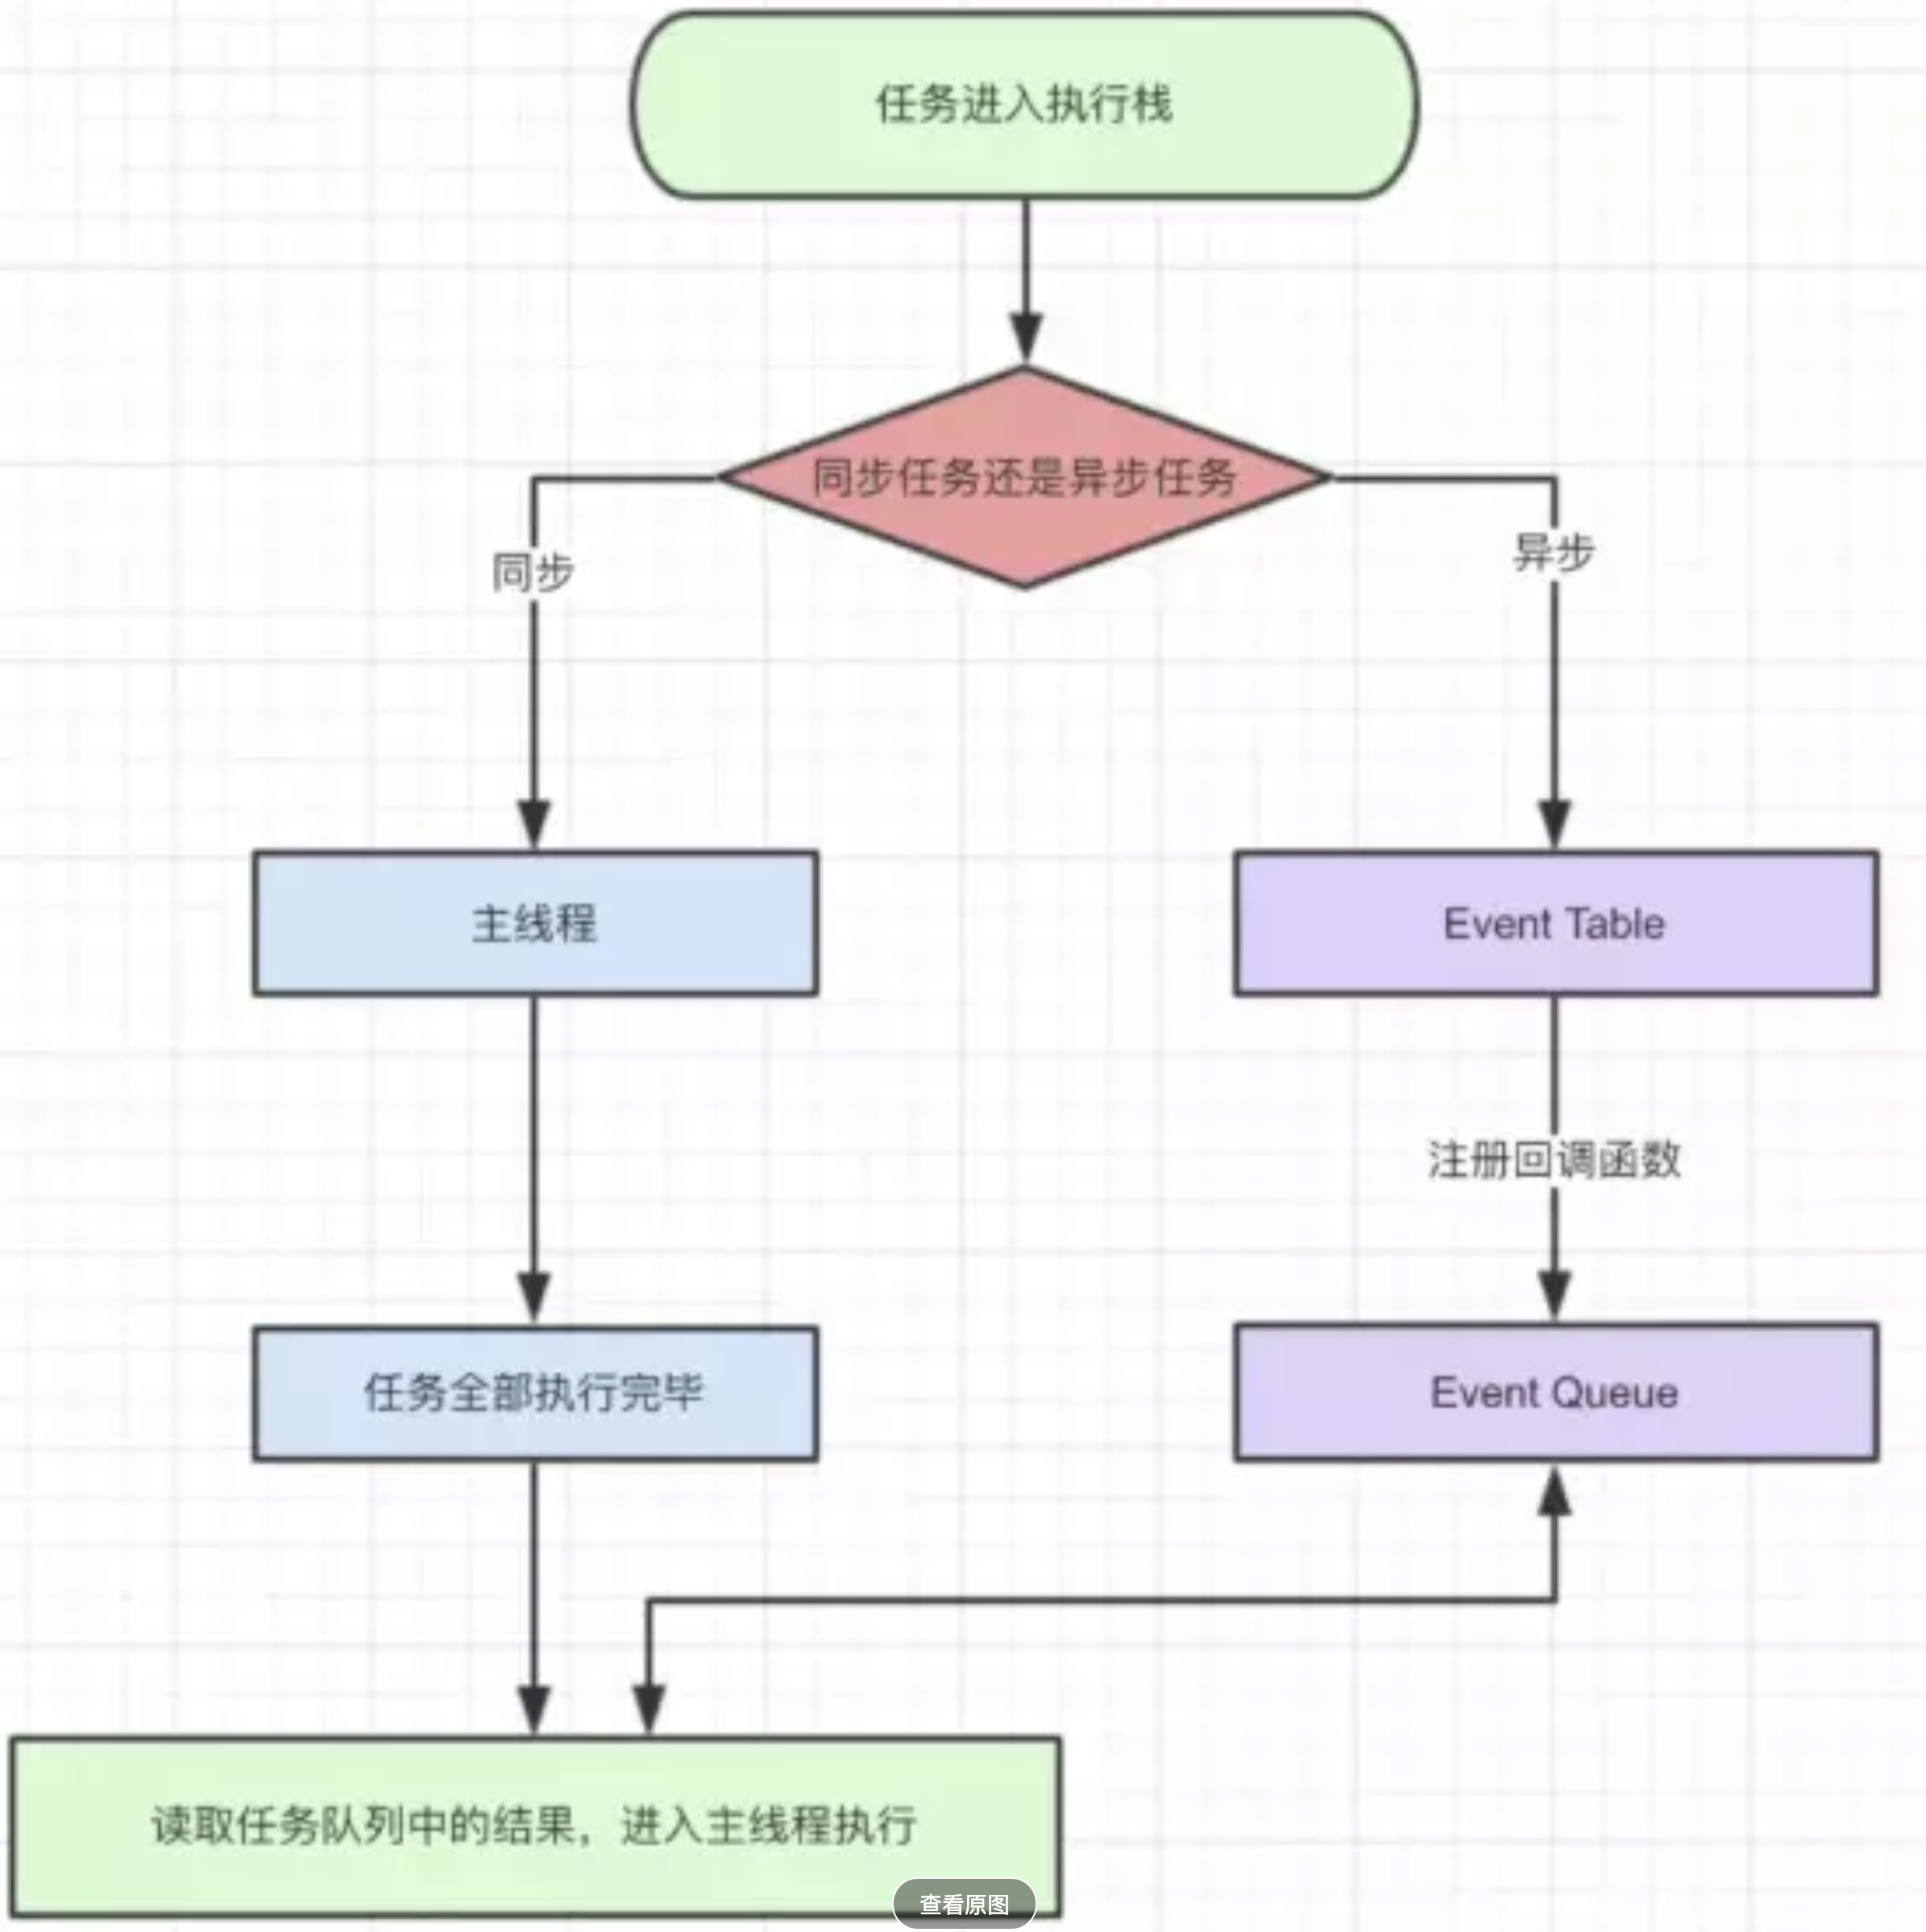 任务进入执行栈
同步任务还是异步任务
同步
异步
主线程
Event Table
注册回调函数
任务全部执行完毕
Event Queue
读取任务队列中的结果，进入主线程执行
查看原图